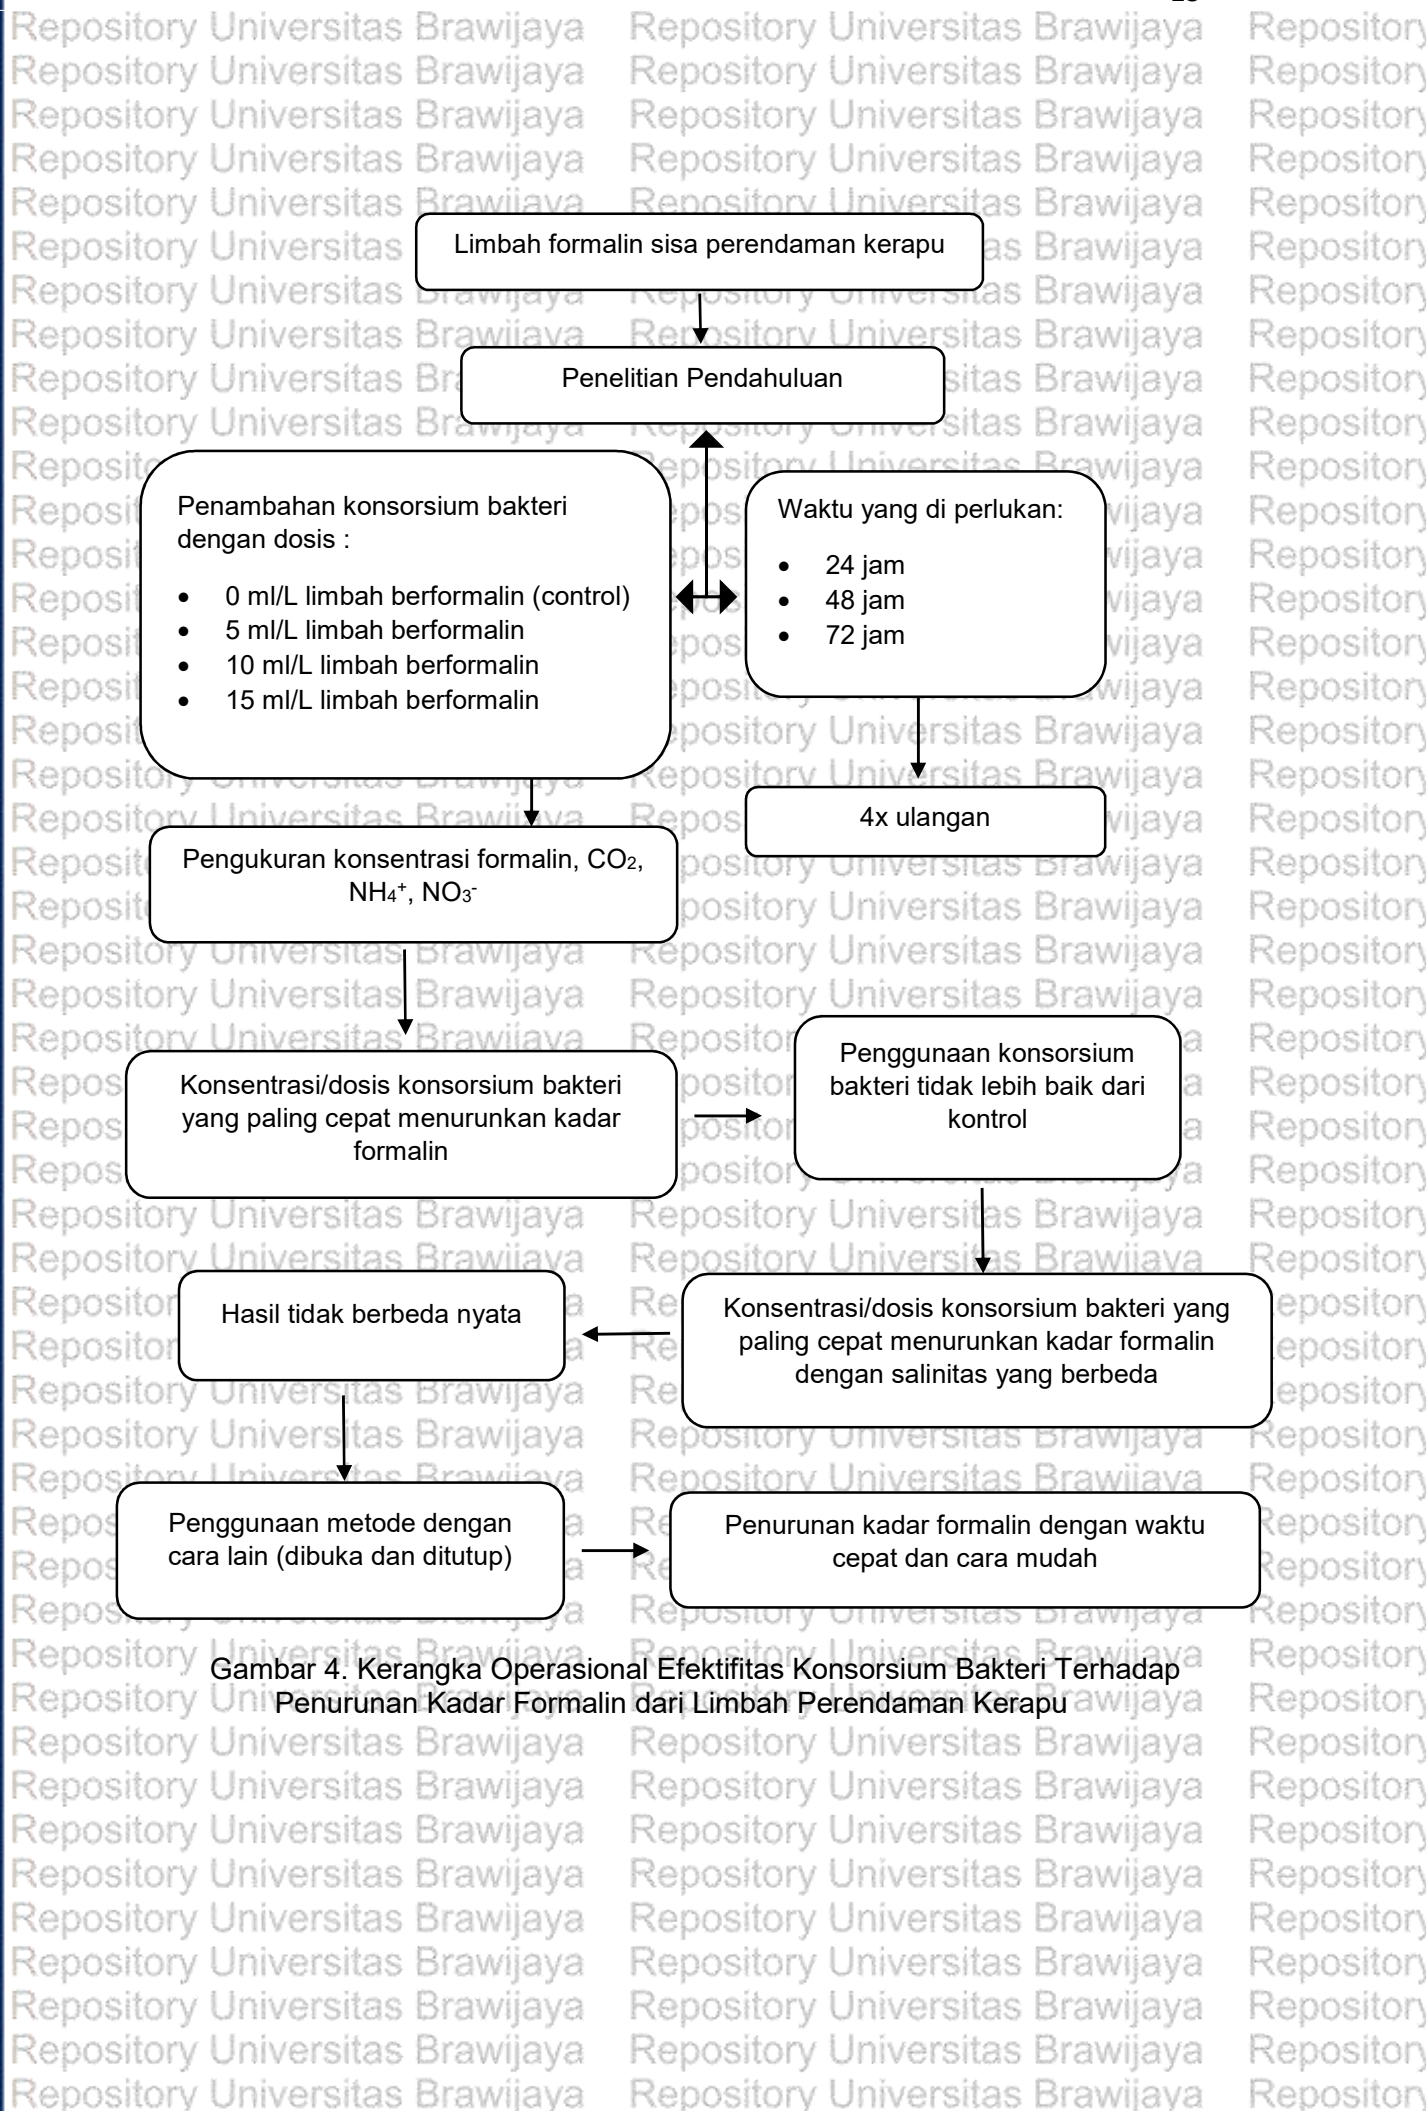 Limbah formalin sisa perendaman kerapu
Penelitian Pendahuluan
Penambahan konsorsium bakteri
dengan dosis :
• 0 ml/L limbah berformalin (control)
• 5 ml/L limbah berformalin
• 10 ml/L limbah berformalin
• 15 ml/L limbah berformalin
Waktu yang di perlukan:
• 24 jam
• 48 jam
• 72 jam
4x ulangan
Pengukuran konsentrasi formalin, CO₂,
NH₄⁺, NO₃⁻
Konsentrasi/dosis konsorsium bakteri
yang paling cepat menurunkan kadar
formalin
Penggunaan konsorsium
bakteri tidak lebih baik dari
kontrol
Hasil tidak berbeda nyata
Konsentrasi/dosis konsorsium bakteri yang
paling cepat menurunkan kadar formalin
dengan salinitas yang berbeda
Penggunaan metode dengan
cara lain (dibuka dan ditutup)
Penurunan kadar formalin dengan waktu
cepat dan cara mudah
Gambar 4. Kerangka Operasional Efektifitas Konsorsium Bakteri Terhadap
Penurunan Kadar Formalin dari Limbah Perendaman Kerapu
Repository Universitas Brawijaya